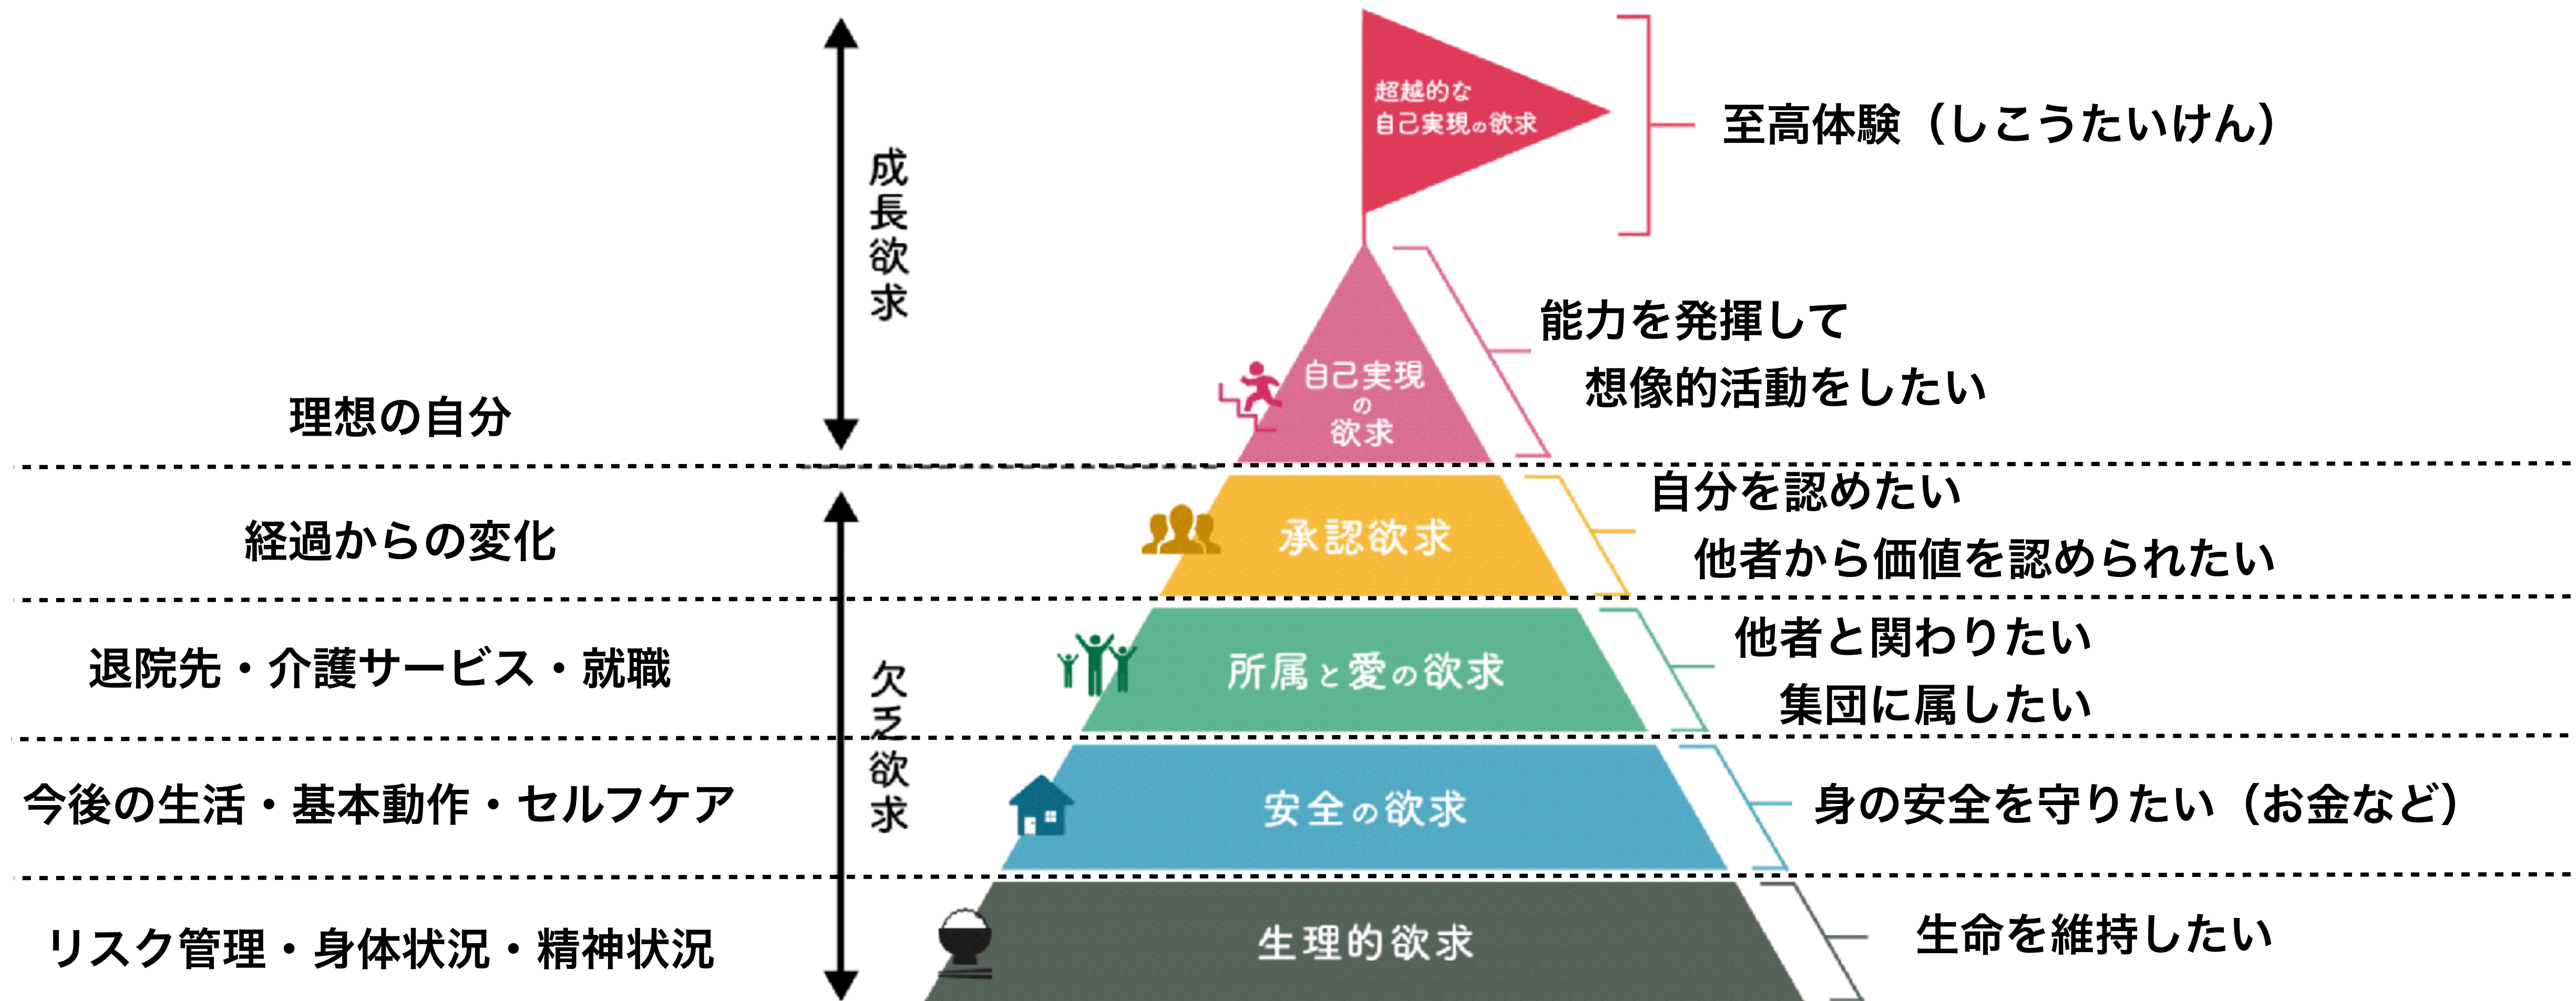 超越的な
自己実現の欲求
至高体験（しこうたいけん）
成長欲求
能力を発揮して
想像的活動をしたい
自己実現
の
欲求
理想の自分
自分を認めたい
他者から価値を認められたい
承認欲求
経過からの変化
他者と関わりたい
集団に属したい
所属と愛の欲求
退院先・介護サービス・就職
欠乏欲求
今後の生活・基本動作・セルフケア
安全の欲求
身の安全を守りたい（お金など）
リスク管理・身体状況・精神状況
生理的欲求
生命を維持したい